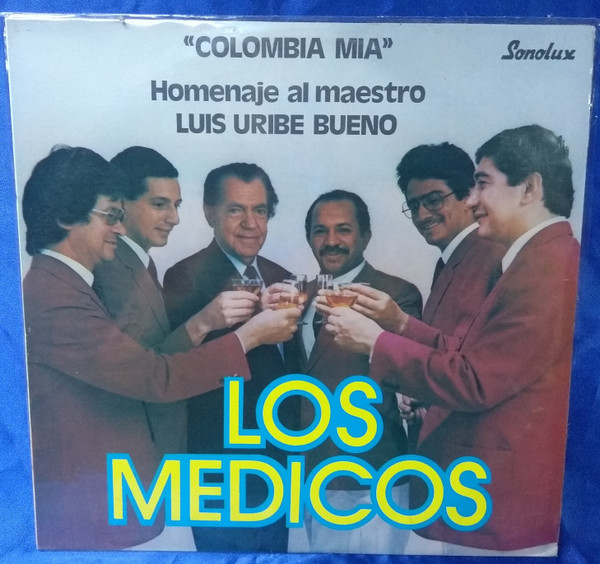 «COLOMBIA MIA»
Sonolux
Homenaje al maestro
LUIS URIBE BUENO
LOS
MEDICOS